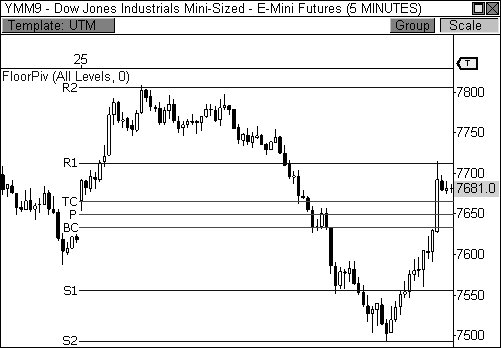 YMM9 - Dow Jones Industrials Mini-Sized - E-Mini Futures (5 MINUTES)
Template: UTM
Group
Scale
25
T
FloorPiv (All Levels, 0)
R2
7800
7750
R1
7700
7681.0
TC
P
7650
BC
7600
S1
7550
7500
S2